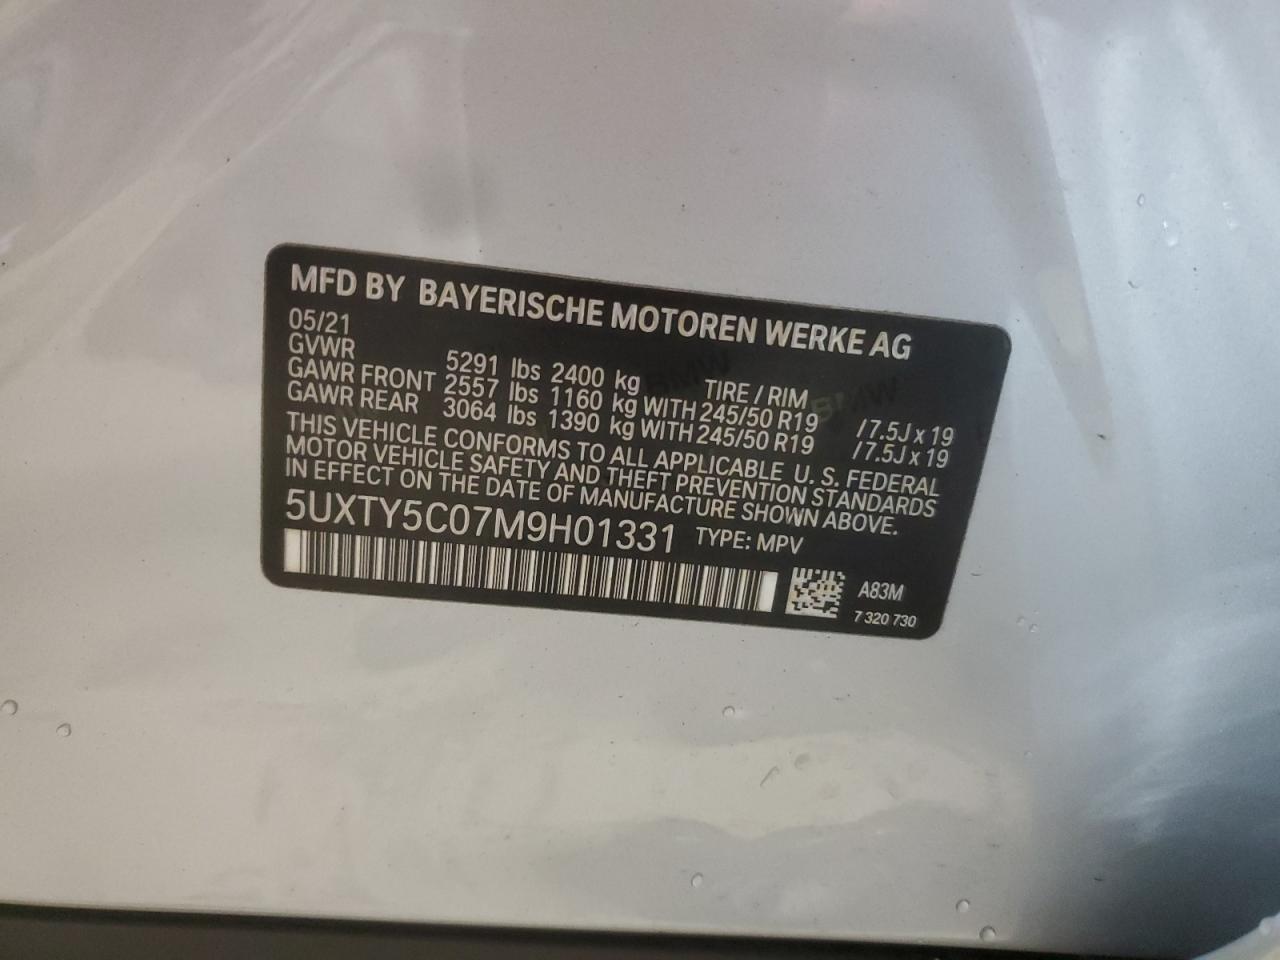 MFD BY BAYERISCHE MOTOREN WERKE AG
05/21
GVWR 5291 lbs 2400 kg TIRE / RIM
GAWR FRONT 2557 lbs 1160 kg WITH 245/50 R19 / 7.5J x 19
GAWR REAR 3064 lbs 1390 kg WITH 245/50 R19 / 7.5J x 19
THIS VEHICLE CONFORMS TO ALL APPLICABLE U. S. FEDERAL
MOTOR VEHICLE SAFETY AND THEFT PREVENTION STANDARDS
IN EFFECT ON THE DATE OF MANUFACTURE SHOWN ABOVE.
5UXTY5C07M9H01331 TYPE: MPV
A83M
7 320 730
BMW
BMW